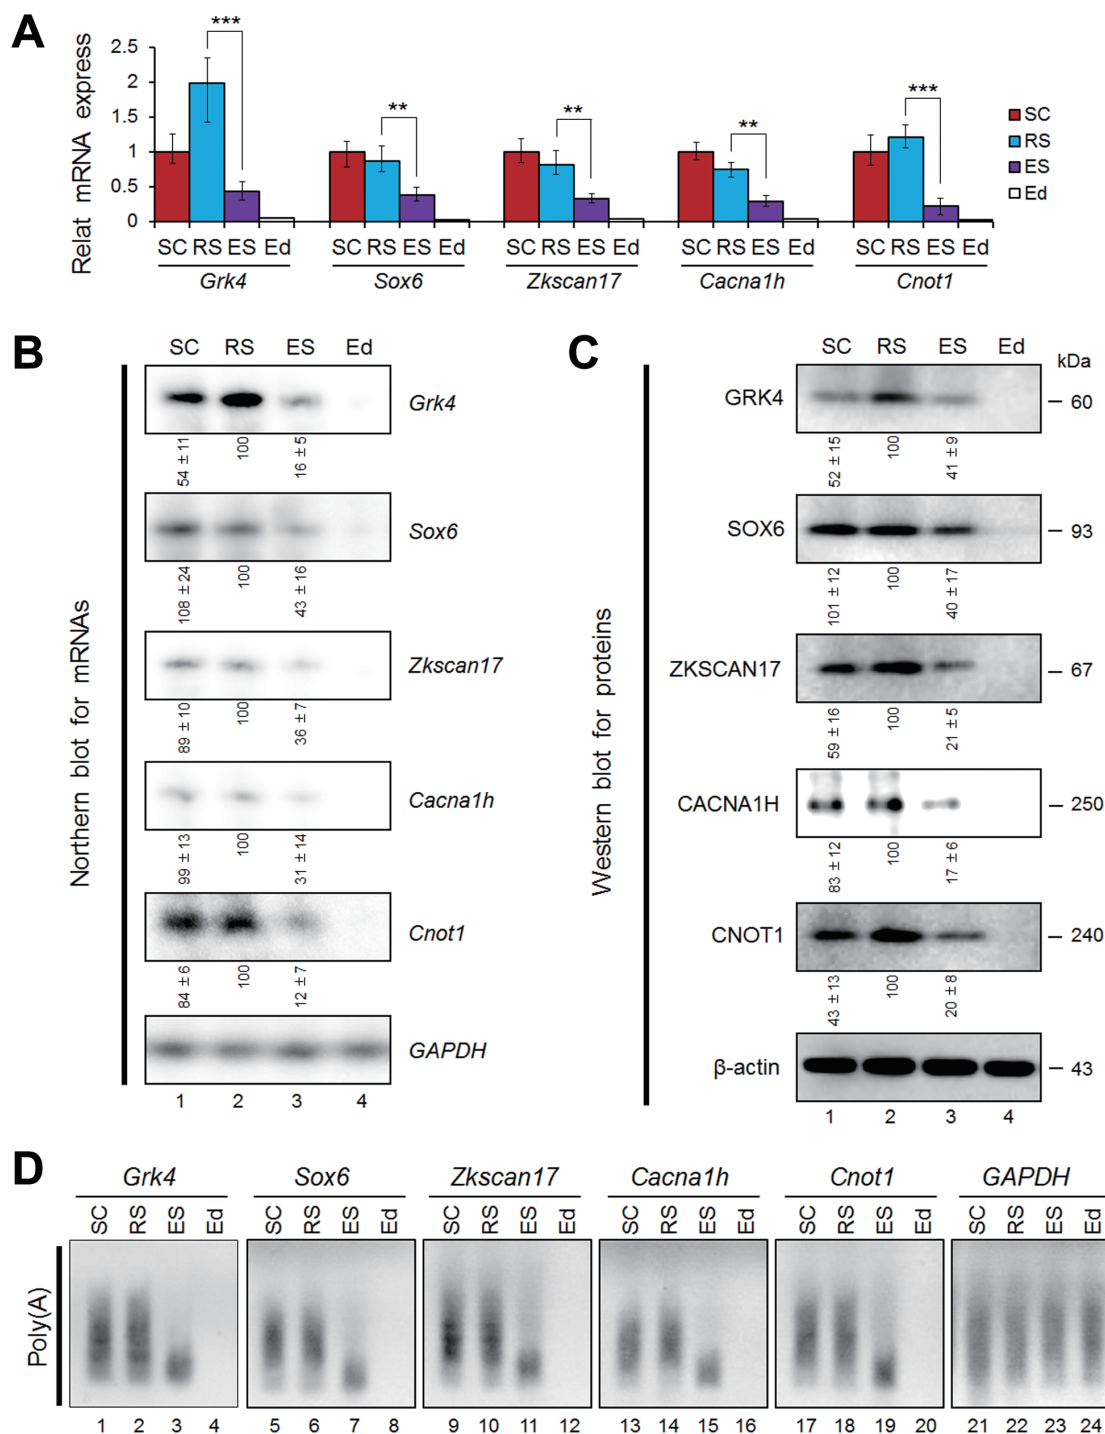 A
Relat mRNA express
2.5
2
1.5
1
0.5
0
***
**
**
**
***
SC
RS
ES
Ed
SC RS ES Ed SC RS ES Ed SC RS ES Ed SC RS ES Ed SC RS ES Ed
Grk4 Sox6 Zkscan17 Cacna1h Cnot1
B
Northern blot for mRNAs
SC RS ES Ed
Grk4
54 ± 11 100 16 ± 5
Sox6
108 ± 24 100 43 ± 16
Zkscan17
89 ± 10 100 36 ± 7
Cacna1h
99 ± 13 100 31 ± 14
Cnot1
84 ± 6 100 12 ± 7
GAPDH
1 2 3 4
C
Western blot for proteins
SC RS ES Ed
kDa
GRK4 60
52 ± 15 100 41 ± 9
SOX6 93
101 ± 12 100 40 ± 17
ZKSCAN17 67
59 ± 16 100 21 ± 5
CACNA1H 250
83 ± 12 100 17 ± 6
CNOT1 240
43 ± 13 100 20 ± 8
β-actin 43
1 2 3 4
D
Grk4 Sox6 Zkscan17 Cacna1h Cnot1 GAPDH
SC RS ES Ed SC RS ES Ed SC RS ES Ed SC RS ES Ed SC RS ES Ed SC RS ES Ed
Poly(A)
1 2 3 4 5 6 7 8 9 10 11 12 13 14 15 16 17 18 19 20 21 22 23 24